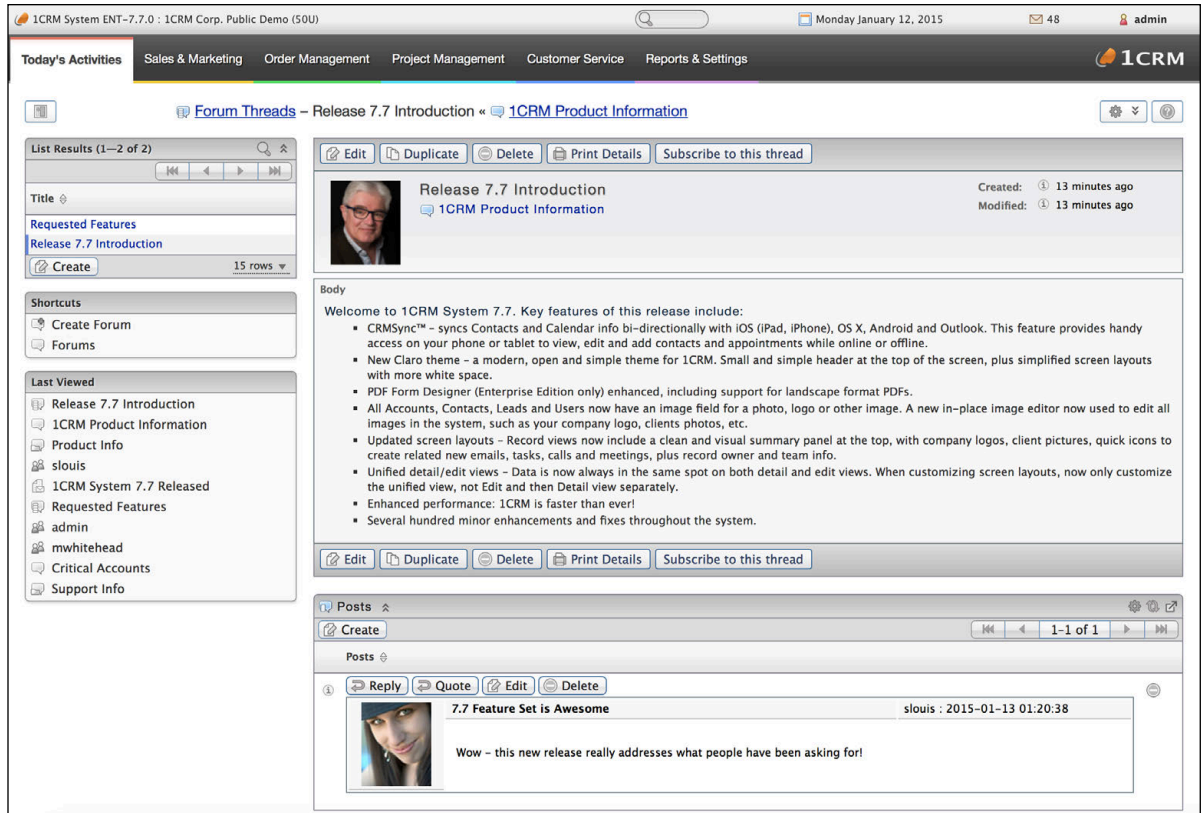 1CRM System ENT-7.7.0 : 1CRM Corp. Public Demo (50U)
Monday January 12, 2015
48
admin
Today's Activities
Sales & Marketing
Order Management
Project Management
Customer Service
Reports & Settings
1CRM
Forum Threads – Release 7.7 Introduction « 1CRM Product Information
List Results (1—2 of 2)
Title
Requested Features
Release 7.7 Introduction
Create
15 rows
Shortcuts
Create Forum
Forums
Last Viewed
Release 7.7 Introduction
1CRM Product Information
Product Info
slouis
1CRM System 7.7 Released
Requested Features
admin
mwhitehead
Critical Accounts
Support Info
Edit
Duplicate
Delete
Print Details
Subscribe to this thread
Release 7.7 Introduction
1CRM Product Information
Created: 13 minutes ago
Modified: 13 minutes ago
Body
Welcome to 1CRM System 7.7. Key features of this release include:
▪ CRMSync™ – syncs Contacts and Calendar info bi-directionally with iOS (iPad, iPhone), OS X, Android and Outlook. This feature provides handy
access on your phone or tablet to view, edit and add contacts and appointments while online or offline.
▪ New Claro theme – a modern, open and simple theme for 1CRM. Small and simple header at the top of the screen, plus simplified screen layouts
with more white space.
▪ PDF Form Designer (Enterprise Edition only) enhanced, including support for landscape format PDFs.
▪ All Accounts, Contacts, Leads and Users now have an image field for a photo, logo or other image. A new in-place image editor now used to edit all
images in the system, such as your company logo, clients photos, etc.
▪ Updated screen layouts – Record views now include a clean and visual summary panel at the top, with company logos, client pictures, quick icons to
create related new emails, tasks, calls and meetings, plus record owner and team info.
▪ Unified detail/edit views – Data is now always in the same spot on both detail and edit views. When customizing screen layouts, now only customize
the unified view, not Edit and then Detail view separately.
▪ Enhanced performance: 1CRM is faster than ever!
▪ Several hundred minor enhancements and fixes throughout the system.
Edit
Duplicate
Delete
Print Details
Subscribe to this thread
Posts
Create
1–1 of 1
Posts
Reply
Quote
Edit
Delete
7.7 Feature Set is Awesome
slouis : 2015-01-13 01:20:38
Wow – this new release really addresses what people have been asking for!